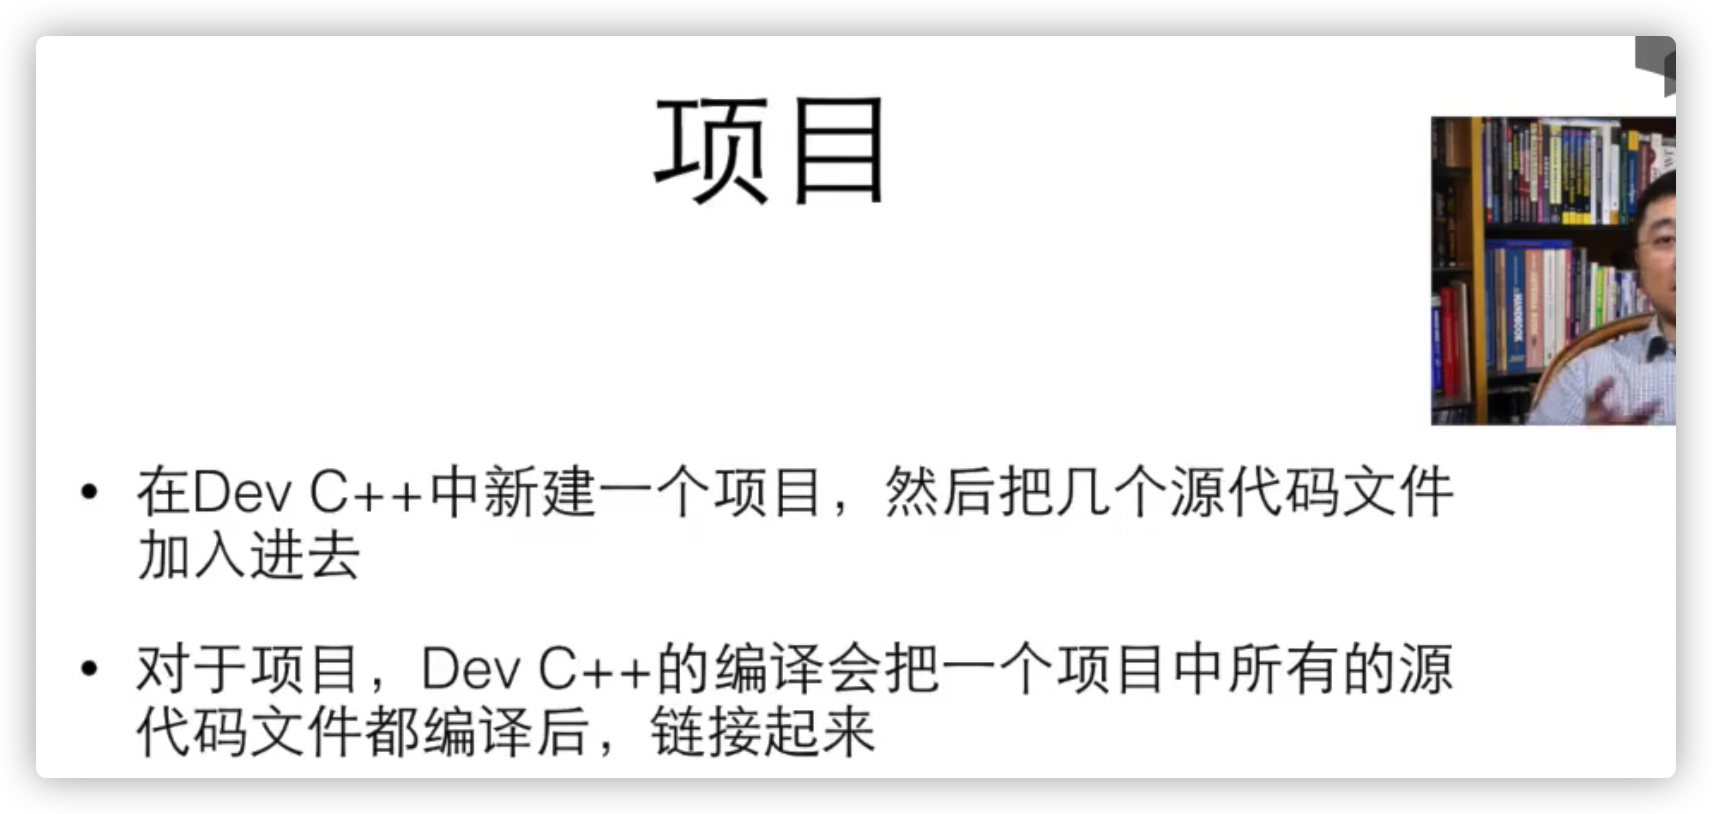 项目
在Dev C++中新建一个项目，然后把几个源代码文件
加入进去
对于项目，Dev C++的编译会把一个项目中所有的源
代码文件都编译后，链接起来
HANDBOOK